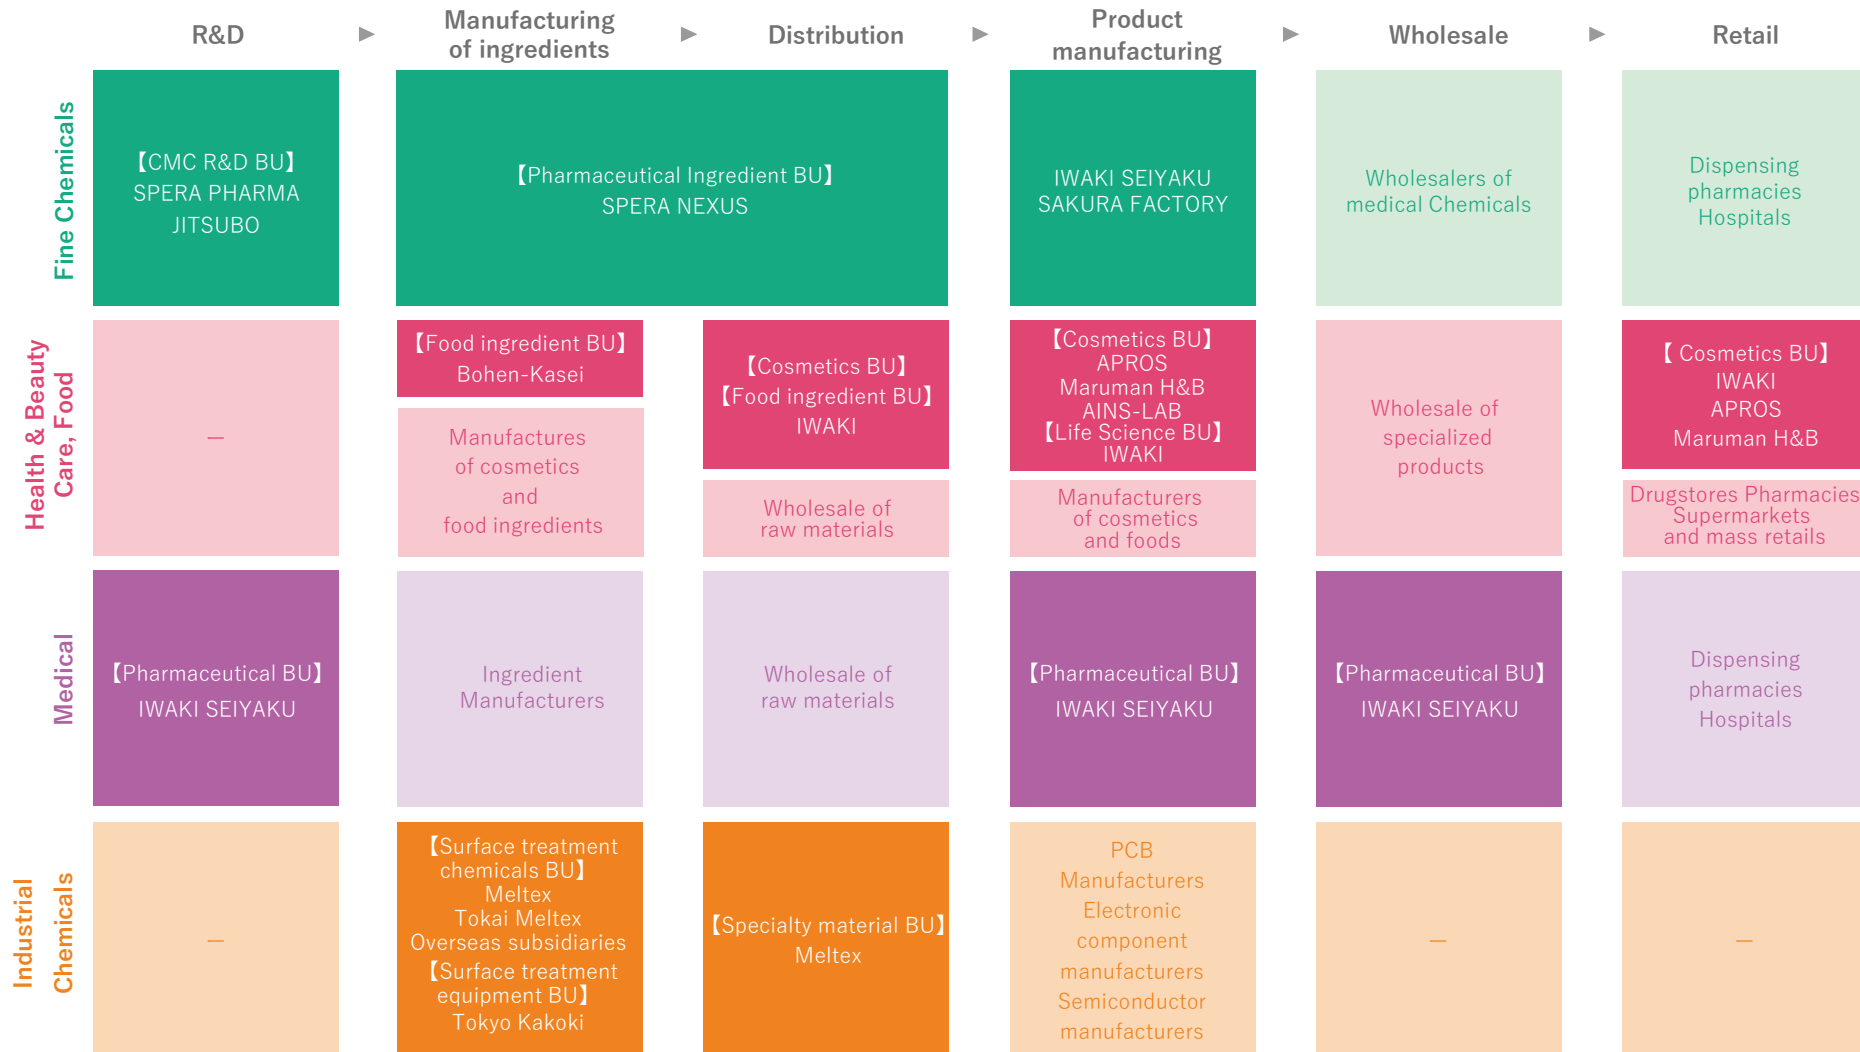 R&D
▶
Manufacturing
of ingredients
▶
Distribution
▶
Product
manufacturing
▶
Wholesale
▶
Retail
Fine Chemicals
【CMC R&D BU】
SPERA PHARMA
JITSUBO
【Pharmaceutical Ingredient BU】
SPERA NEXUS
IWAKI SEIYAKU
SAKURA FACTORY
Wholesalers of
medical Chemicals
Dispensing
pharmacies
Hospitals
Health & Beauty
Care, Food
—
【Food ingredient BU】
Bohen-Kasei
Manufactures
of cosmetics
and
food ingredients
【Cosmetics BU】
【Food ingredient BU】
IWAKI
Wholesale of
raw materials
【Cosmetics BU】
APROS
Maruman H&B
AINS-LAB
【Life Science BU】
IWAKI
Manufacturers
of cosmetics
and foods
Wholesale of
specialized
products
【 Cosmetics BU】
IWAKI
APROS
Maruman H&B
Drugstores Pharmacies
Supermarkets
and mass retails
Medical
【Pharmaceutical BU】
IWAKI SEIYAKU
Ingredient
Manufacturers
Wholesale of
raw materials
【Pharmaceutical BU】
IWAKI SEIYAKU
【Pharmaceutical BU】
IWAKI SEIYAKU
Dispensing
pharmacies
Hospitals
Industrial
Chemicals
—
【Surface treatment
chemicals BU】
Meltex
Tokai Meltex
Overseas subsidiaries
【Surface treatment
equipment BU】
Tokyo Kakoki
【Specialty material BU】
Meltex
PCB
Manufacturers
Electronic
component
manufacturers
Semiconductor
manufacturers
—
—